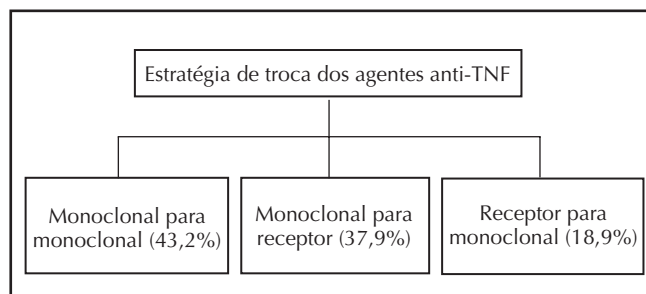 Estratégia de troca dos agentes anti-TNF
Monoclonal para
monoclonal (43,2%)
Monoclonal para
receptor (37,9%)
Receptor para
monoclonal (18,9%)